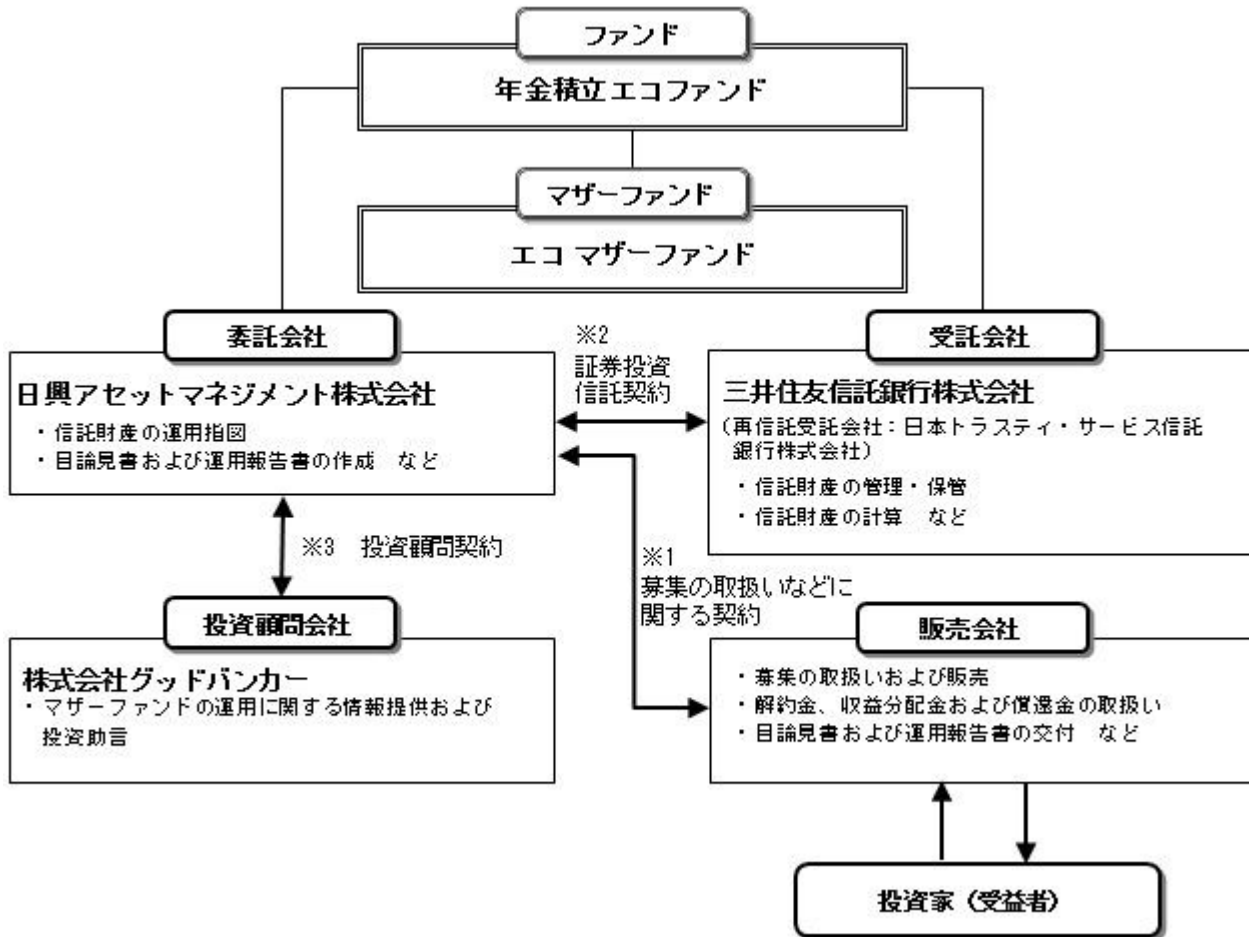 ファンド
年金積立エコファンド
マザーファンド
エコ マザーファンド
委託会社
日興アセットマネジメント株式会社
・信託財産の運用指図
・目論見書および運用報告書の作成　など
※2
証券投資
信託契約
受託会社
三井住友信託銀行株式会社
(再信託受託会社：日本トラスティ・サービス信託
銀行株式会社)
・信託財産の管理・保管
・信託財産の計算　など
※3　投資顧問契約
※1
募集の取扱いなどに
関する契約
投資顧問会社
株式会社グッドバンカー
・マザーファンドの運用に関する情報提供および
投資助言
販売会社
・募集の取扱いおよび販売
・解約金、収益分配金および償還金の取扱い
・目論見書および運用報告書の交付　など
投資家（受益者）